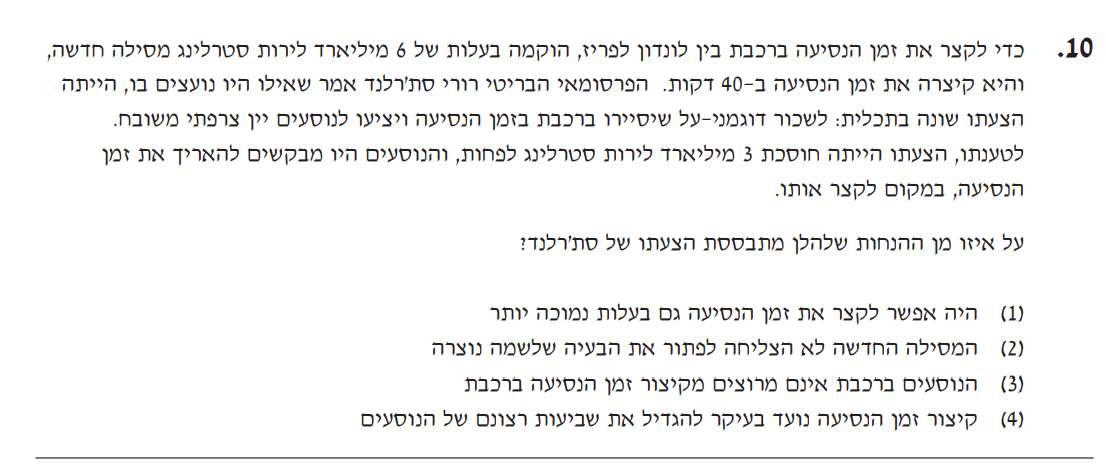 10. כדי לקצר את זמן הנסיעה ברכבת בין לונדון לפריז, הוקמה בעלות של 6 מיליארד לירות סטרלינג מסילה חדשה,
והיא קיצרה את זמן הנסיעה ב-40 דקות. הפרסומאי הבריטי רורי סת'רלנד אמר שאילו היו נועצים בו, הייתה
הצעתו שונה בתכלית: לשכור דוגמני-על שיסיירו ברכבת בזמן הנסיעה ויציעו לנוסעים יין צרפתי משובח.
לטענתו, הצעתו הייתה חוסכת 3 מיליארד לירות סטרלינג לפחות, והנוסעים היו מבקשים להאריך את זמן
הנסיעה, במקום לקצר אותו.
על איזו מן ההנחות שלהלן מתבססת הצעתו של סת'רלנד?
(1) היה אפשר לקצר את זמן הנסיעה גם בעלות נמוכה יותר
(2) המסילה החדשה לא הצליחה לפתור את הבעיה שלשמה נוצרה
(3) הנוסעים ברכבת אינם מרוצים מקיצור זמן הנסיעה ברכבת
(4) קיצור זמן הנסיעה נועד בעיקר להגדיל את שביעות רצונם של הנוסעים